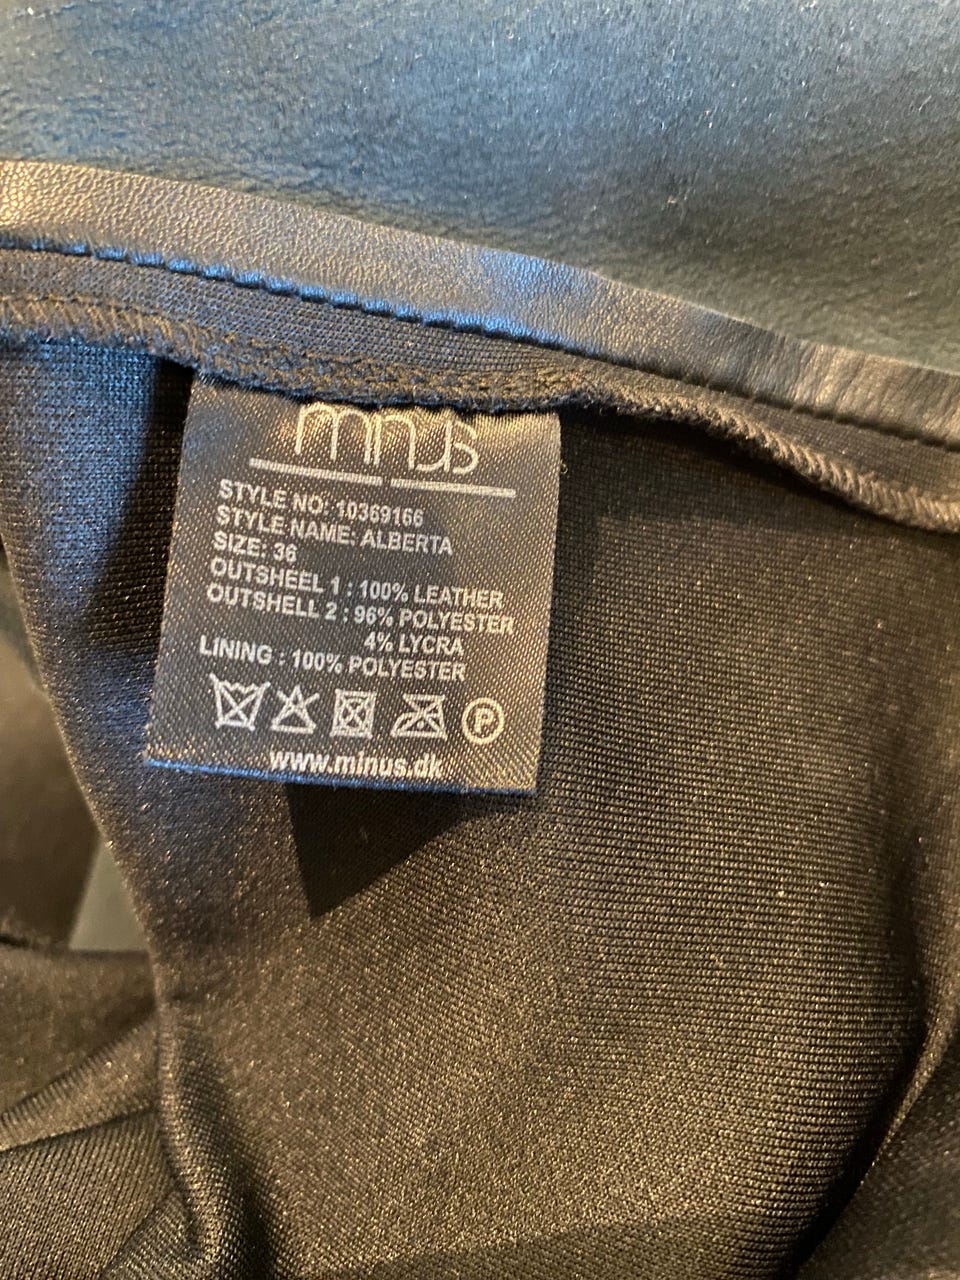 minus
STYLE NO: 10369166
STYLE NAME: ALBERTA
SIZE: 36
OUTSHEEL 1 : 100% LEATHER
OUTSHELL 2 : 96% POLYESTER
4% LYCRA
LINING : 100% POLYESTER
P
www.minus.dk